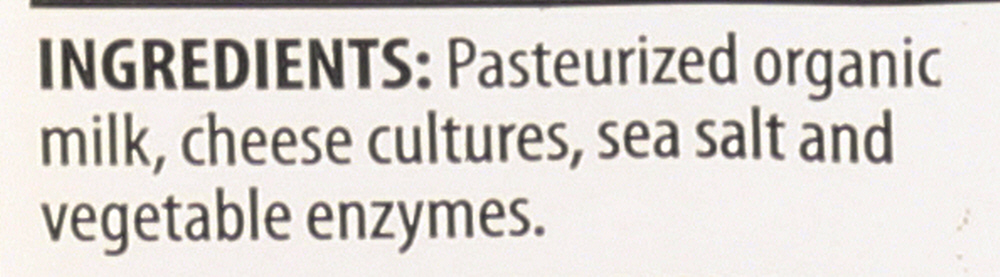 INGREDIENTS: Pasteurized organic
milk, cheese cultures, sea salt and
vegetable enzymes.